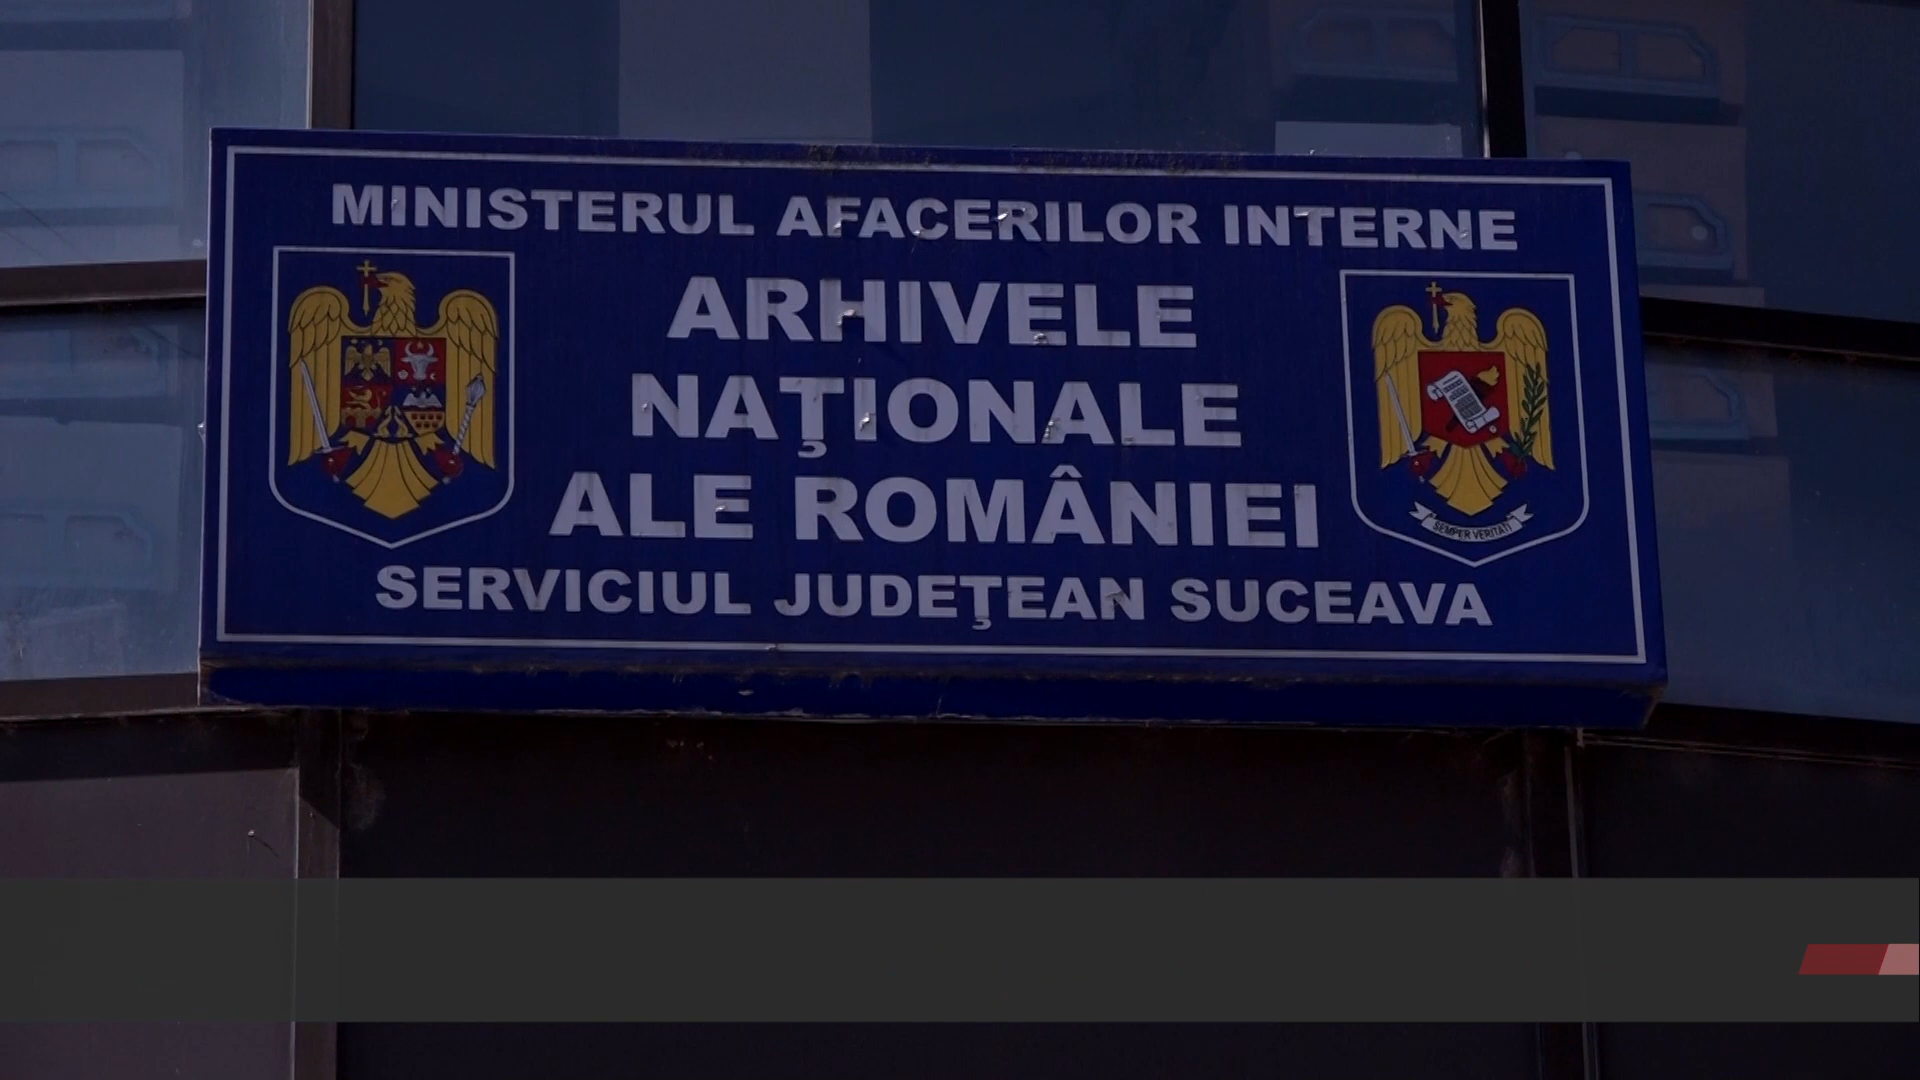 MINISTERUL AFACERILOR INTERNE
ARHIVELE
NAŢIONALE
ALE ROMÂNIEI
SEMPER VERITATI
SERVICIUL JUDEŢEAN SUCEAVA